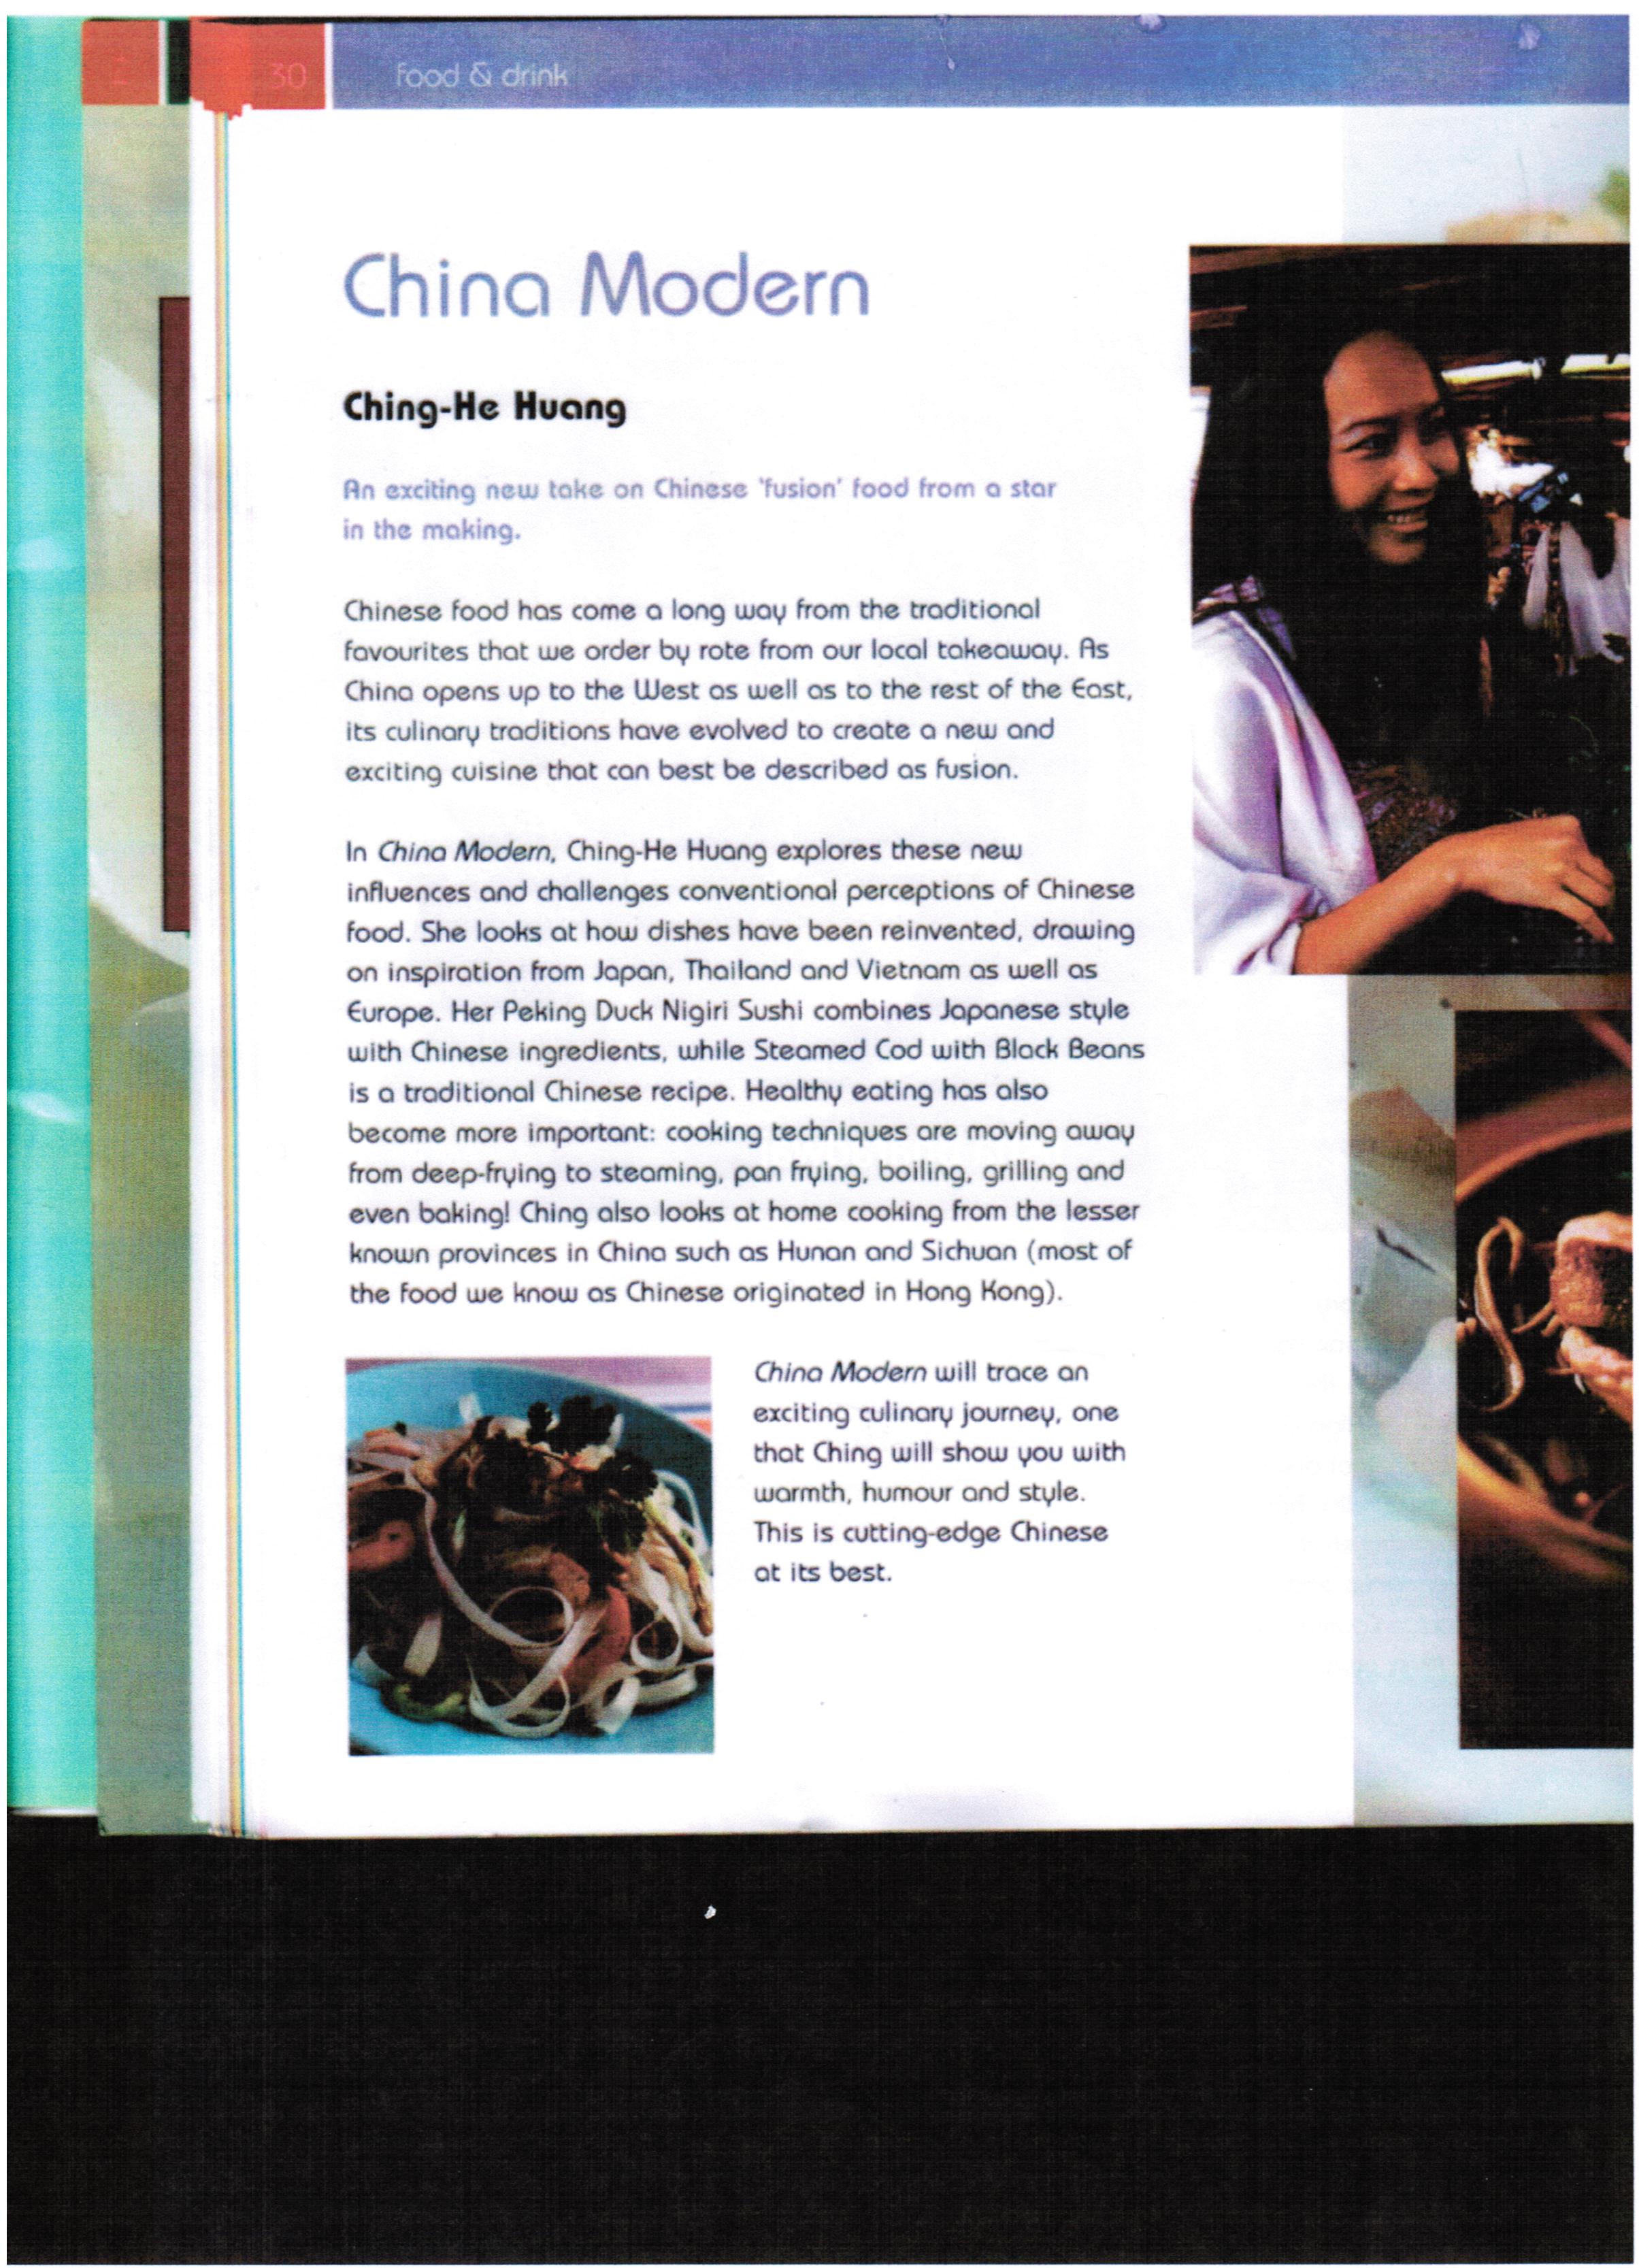 30
food & drink
China Modern
Ching-He Huang
An exciting new take on Chinese 'fusion' food from a star
in the making.
Chinese food has come a long way from the traditional
favourites that we order by rote from our local takeaway. As
China opens up to the West as well as to the rest of the East,
its culinary traditions have evolved to create a new and
exciting cuisine that can best be described as fusion.
In China Modern, Ching-He Huang explores these new
influences and challenges conventional perceptions of Chinese
food. She looks at how dishes have been reinvented, drawing
on inspiration from Japan, Thailand and Vietnam as well as
Europe. Her Peking Duck Nigiri Sushi combines Japanese style
with Chinese ingredients, while Steamed Cod with Black Beans
is a traditional Chinese recipe. Healthy eating has also
become more important: cooking techniques are moving away
from deep-frying to steaming, pan frying, boiling, grilling and
even baking! Ching also looks at home cooking from the lesser
known provinces in China such as Hunan and Sichuan (most of
the food we know as Chinese originated in Hong Kong).
China Modern will trace an
exciting culinary journey, one
that Ching will show you with
warmth, humour and style.
This is cutting-edge Chinese
at its best.